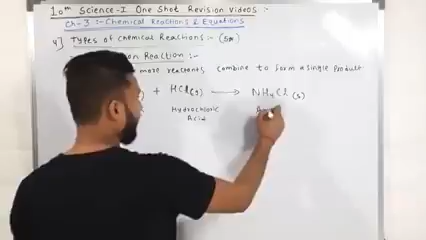 10th Science-I One Shot Revision Videos :-
Ch-3 :- Chemical Reactions & Equations
4] Types of Chemical Reactions :- (5M)
Reaction :-
more reactants, combine to form a single product
+ HCl(g) → NH4Cl (s)
Hydrochloric
Acid